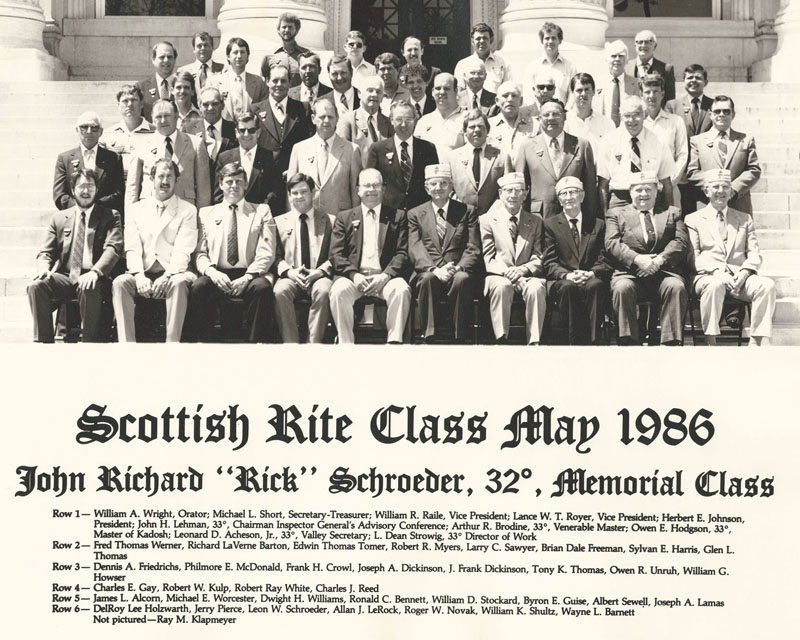 Scottish Rite Class May 1986
John Richard “Rick” Schroeder, 32°, Memorial Class
Row 1— William A. Wright, Orator; Michael L. Short, Secretary-Treasurer; William R. Raile, Vice President; Lance W. T. Royer, Vice President; Herbert E. Johnson,
President; John H. Lehman, 33°, Chairman Inspector General's Advisory Conference; Arthur R. Brodine, 33°, Venerable Master; Owen E. Hodgson, 33°,
Master of Kadosh; Leonard D. Acheson, Jr., 33°, Valley Secretary; L. Dean Strowig, 33° Director of Work
Row 2— Fred Thomas Werner, Richard LaVerne Barton, Edwin Thomas Tomer, Robert R. Myers, Larry C. Sawyer, Brian Dale Freeman, Sylvan E. Harris, Glen L.
Thomas
Row 3— Dennis A. Friedrichs, Philmore E. McDonald, Frank H. Crowl, Joseph A. Dickinson, J. Frank Dickinson, Tony K. Thomas, Owen R. Unruh, William G.
Howser
Row 4— Charles E. Gay, Robert W. Kulp, Robert Ray White, Charles J. Reed
Row 5— James L. Alcorn, Michael E. Worcester, Dwight H. Williams, Ronald C. Bennett, William D. Stockard, Byron E. Guise, Albert Sewell, Joseph A. Lamas
Row 6— DelRoy Lee Holzwarth, Jerry Pierce, Leon W. Schroeder, Allan J. LeRock, Roger W. Novak, William K. Shultz, Wayne L. Barnett
Not pictured—Ray M. Klapmeyer